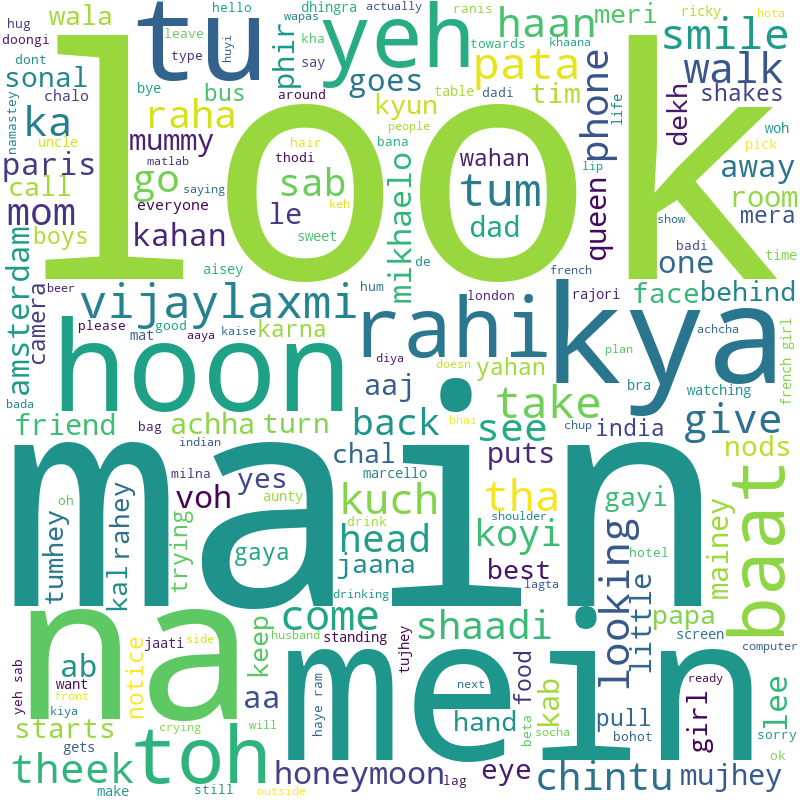 hug wala hello dhingra wapas actually ranis ricky hota
doongi leave tu huyi phir kha yeh haan meri smile
dont type say towards khaana pata
sonal chalo bye bus around goes table dadi tim phone life dekh walk
namastey ka raha kyun shakes woh
uncle mummy look people bana pick
paris matlab hair thodi wahan lip away
call go saying sab keh tum queen room
mom everyone le dad show mera
boys kahan sweet mikhaelo one badi time
amsterdam aisey de french
beer vijaylaxmi hum london rajori face behind
camera please good karna rahi kya achcha
mat aaya kaise diya doesn plan french girl
hoon aaj yahan bra watching
bada take give
friend bag achha turn back bhai see chup india
indian chal puts nods
main milna yes marcello
oh voh aunty kuch tha shoulder gayi baat
tumhey kal rahey trying gaya drink head koyi hotel mainey
jaana best lagta looking little
drinking
na come shaadi papa
side keep husband standing tujhey screen
jaati computer
yeh sab ab want notice aa haye ram mein next food hand kab ready girl lee
front kiya pull
starts crying will beta socha bohot sorry
gets toh eye ok
theek honeymoon lag chintu mujhey
make still outside